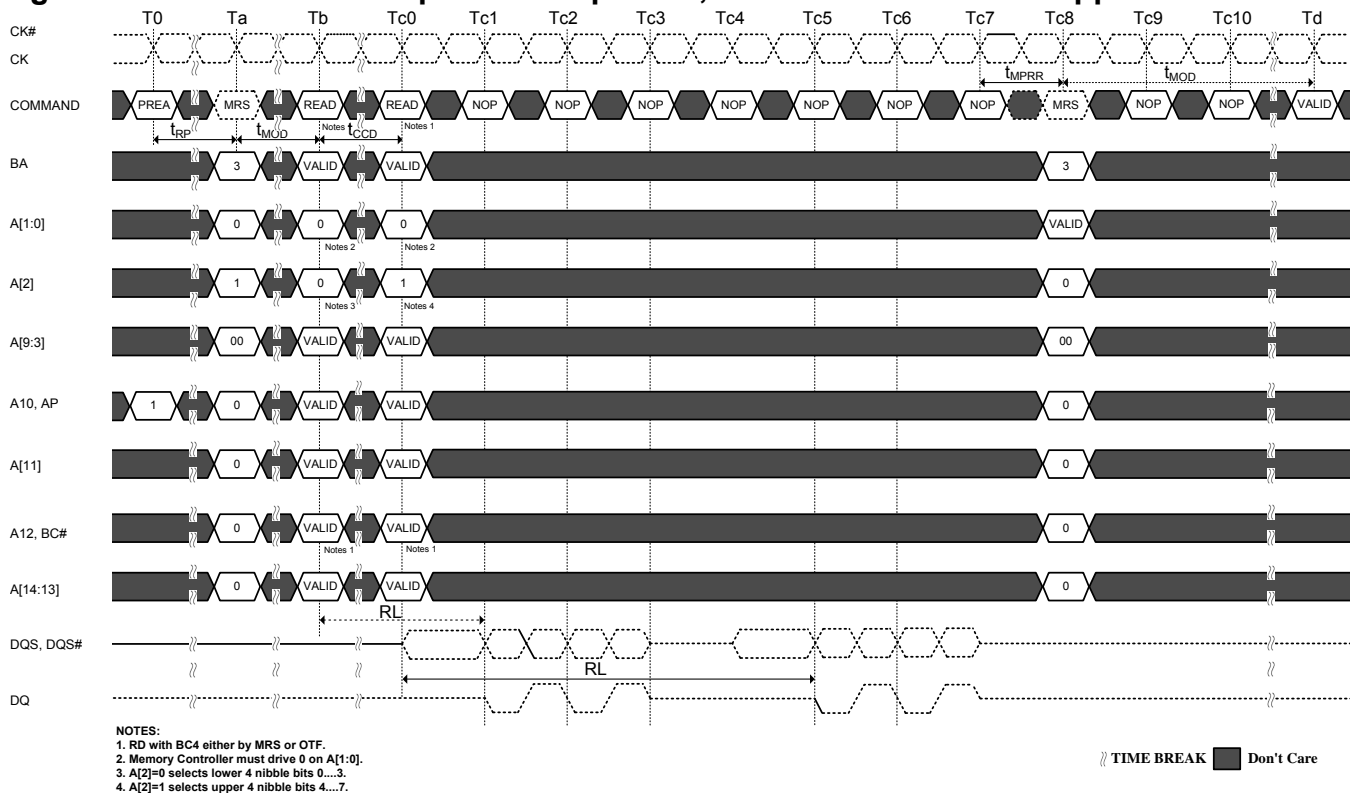 T0 Ta Tb Tc0 Tc1 Tc2 Tc3 Tc4 Tc5 Tc6 Tc7 Tc8 Tc9 Tc10 Td
CK#
CK
tMPRR tMOD
COMMAND PREA MRS READ READ NOP NOP NOP NOP NOP NOP NOP MRS NOP NOP VALID
Notes 1 Notes 1
tRP tMOD tCCD
BA 3 VALID VALID 3
A[1:0] 0 0 0 VALID
Notes 2 Notes 2
A[2] 1 0 1 0
Notes 3 Notes 4
A[9:3] 00 VALID VALID 00
A10, AP 1 0 VALID VALID 0
A[11] 0 VALID VALID 0
A12, BC# 0 VALID VALID 0
Notes 1 Notes 1
A[14:13] 0 VALID VALID 0
RL
DQS, DQS#
RL
DQ
NOTES:
1. RD with BC4 either by MRS or OTF.
2. Memory Controller must drive 0 on A[1:0].
3. A[2]=0 selects lower 4 nibble bits 0....3.
4. A[2]=1 selects upper 4 nibble bits 4....7.
TIME BREAK Don't Care